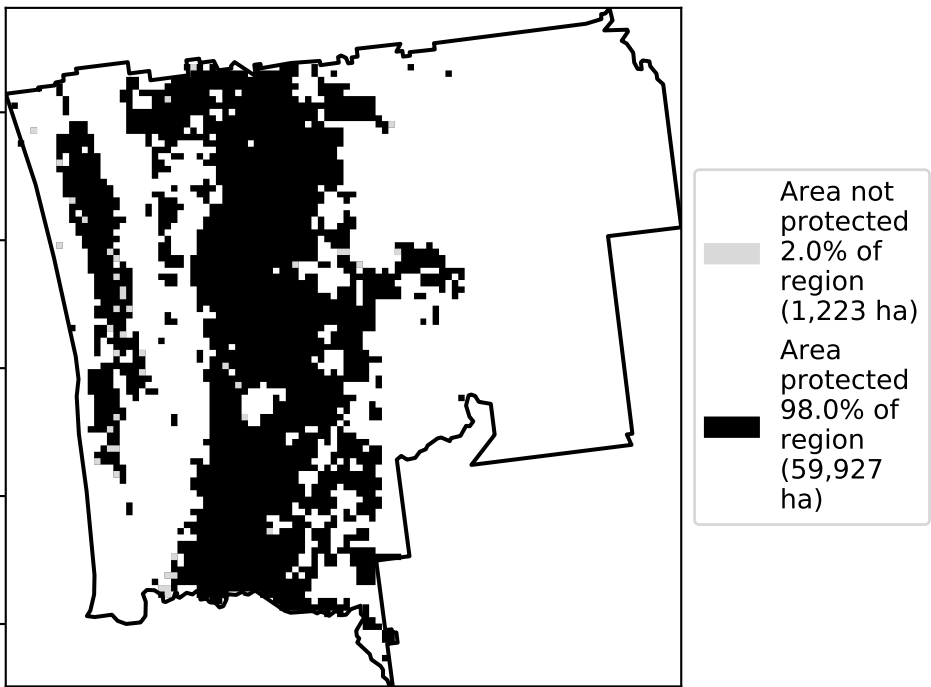 Area not
protected
2.0% of
region
(1,223 ha)
Area
protected
98.0% of
region
(59,927
ha)